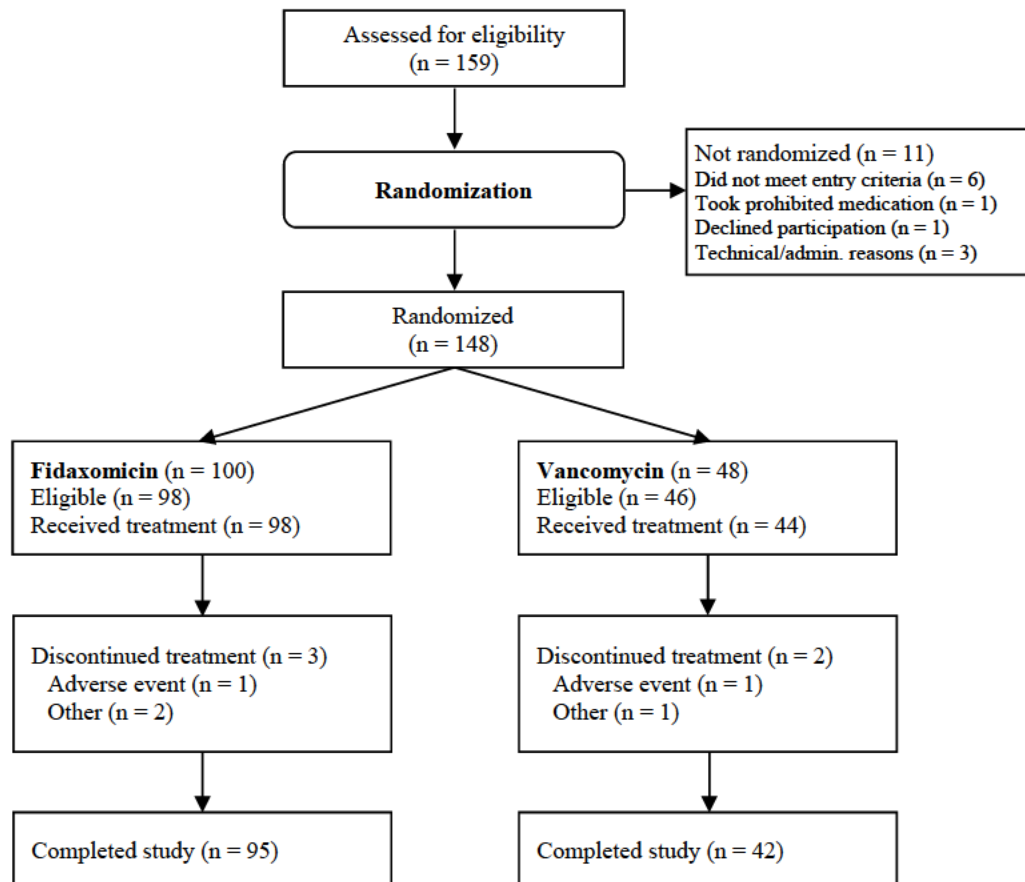 Assessed for eligibility
(n = 159)
Randomization
Not randomized (n = 11)
Did not meet entry criteria (n = 6)
Took prohibited medication (n = 1)
Declined participation (n = 1)
Technical/admin. reasons (n = 3)
Randomized
(n = 148)
Fidaxomicin (n = 100)
Eligible (n = 98)
Received treatment (n = 98)
Vancomycin (n = 48)
Eligible (n = 46)
Received treatment (n = 44)
Discontinued treatment (n = 3)
Adverse event (n = 1)
Other (n = 2)
Discontinued treatment (n = 2)
Adverse event (n = 1)
Other (n = 1)
Completed study (n = 95)
Completed study (n = 42)